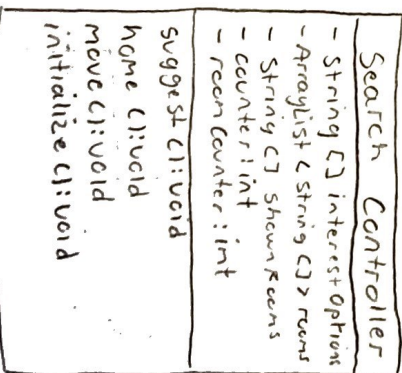 Search Controller
- String [] interestOptions
- ArrayList <String []> rooms
- String [] shownRooms
- counter: int
- roomCounter: int
suggest (): void
home (): void
move (): void
initialize (): void